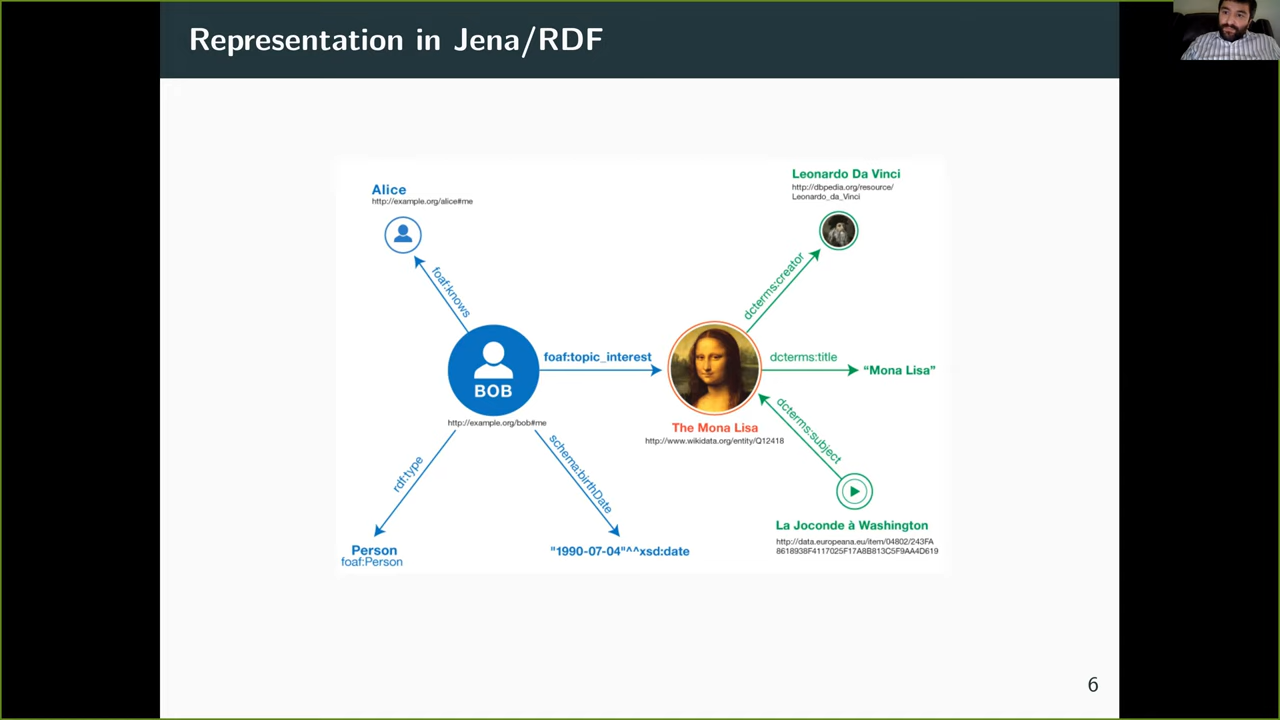 Representation in Jena/RDF
Alice
http://example.org/alice#me
Leonardo Da Vinci
http://dbpedia.org/resource/
Leonardo_da_Vinci
foaf:knows
dcterms:creator
BOB
http://example.org/bob#me
foaf:topic_interest
dcterms:title
"Mona Lisa"
The Mona Lisa
http://www.wikidata.org/entity/Q12418
rdf:type
schema:birthDate
dcterms:subject
Person
foaf:Person
"1990-07-04"^^xsd:date
La Joconde à Washington
http://data.europeana.eu/item/04802/243FA
8618938F4117025F17A8B813C5F9AA4D619
6